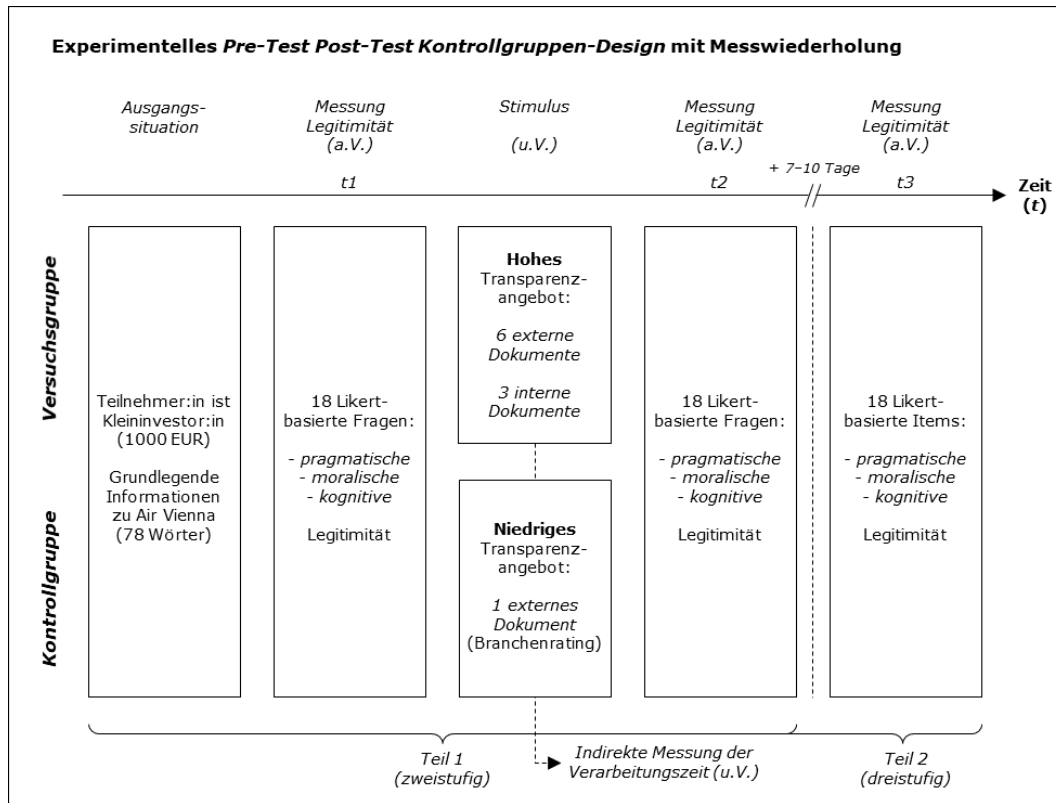 Experimentelles Pre-Test Post-Test Kontrollgruppen-Design mit Messwiederholung
Ausgangs-
situation
Messung
Legitimität
(a.V.)
t1
Stimulus
(u.V.)
Messung
Legitimität
(a.V.)
t2
+ 7–10 Tage
Messung
Legitimität
(a.V.)
t3
Zeit
(t)
Versuchsgruppe
Kontrollgruppe
Teilnehmer:in ist
Kleininvestor:in
(1000 EUR)
Grundlegende
Informationen
zu Air Vienna
(78 Wörter)
18 Likert-
basierte Fragen:
- pragmatische
- moralische
- kognitive
Legitimität
Hohes
Transparenz-
angebot:
6 externe
Dokumente
3 interne
Dokumente
Niedriges
Transparenz-
angebot:
1 externes
Dokument
(Branchenrating)
18 Likert-
basierte Fragen:
- pragmatische
- moralische
- kognitive
Legitimität
18 Likert-
basierte Items:
- pragmatische
- moralische
- kognitive
Legitimität
Teil 1
(zweistufig)
Indirekte Messung der
Verarbeitungszeit (u.V.)
Teil 2
(dreistufig)